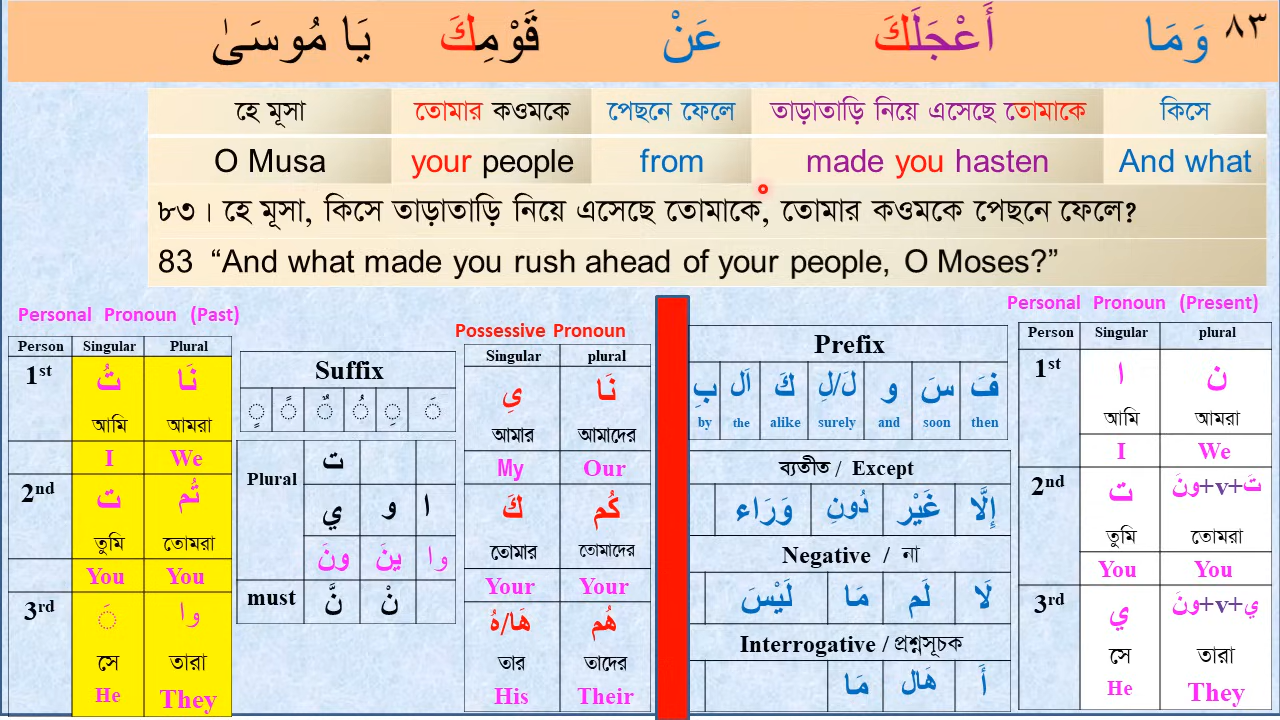 ٨٣ وَمَا أَعْجَلَكَ عَنْ قَوْمِكَ يَا مُوسَىٰ
হে মূসা তোমার কওমকে পেছনে ফেলে তাড়াতাড়ি নিয়ে এসেছে তোমাকে কিসে
O Musa your people from made you hasten And what
৮৩। হে মূসা, কিসে তাড়াতাড়ি নিয়ে এসেছে তোমাকে, তোমার কওমকে পেছনে ফেলে?
83 “And what made you rush ahead of your people, O Moses?”
Personal Pronoun (Past)
Person Singular Plural
1st تُ نَا
আমি আমরা
I We
2nd ت تُم
তুমি তোমরা
You You
3rd َ وا
সে তারা
He They
Suffix
ٍ ً ٌ ُ ِ َ
Plural ت
ي و ا
ونَ ينَ وا
must نَّ نْ
Possessive Pronoun
Singular plural
يِ نَا
আমার আমাদের
My Our
كَ كُم
তোমার তোমাদের
Your Your
هَا/هُ هُم
তার তাদের
His Their
Prefix
بِ اَل كَ لَ/لِ و سَ فَ
by the alike surely and soon then
ব্যতীত / Except
وَرَاء دُونِ غَيْر إِلَّا
Negative / না
لَيْسَ مَا لَم لَا
Interrogative / প্রশ্নসূচক
مَا هَال أَ
Personal Pronoun (Present)
Person Singular plural
1st ا ن
আমি আমরা
I We
2nd ت تَ+v+ونَ
তুমি তোমরা
You You
3rd ي ي+v+ونَ
সে তারা
He They